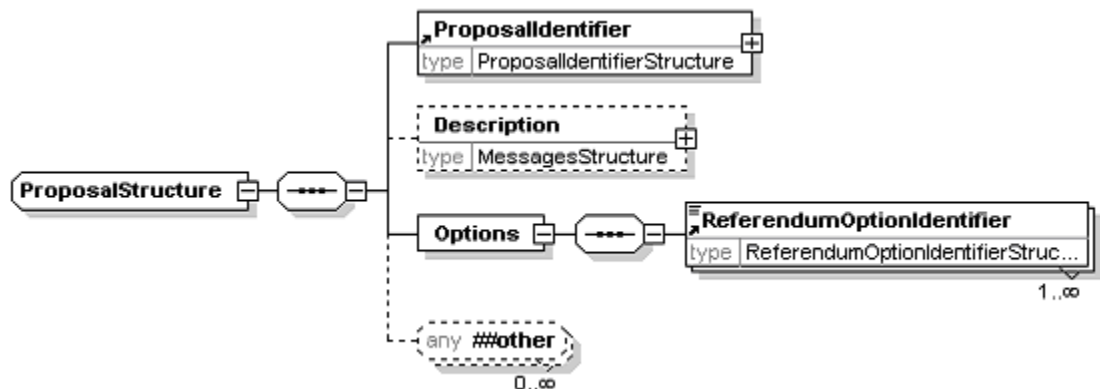 ProposalIdentifier
type ProposalIdentifierStructure
Description
type MessagesStructure
ProposalStructure
Options
ReferendumOptionIdentifier
type ReferendumOptionIdentifierStruc...
1..∞
any ##other
0..∞